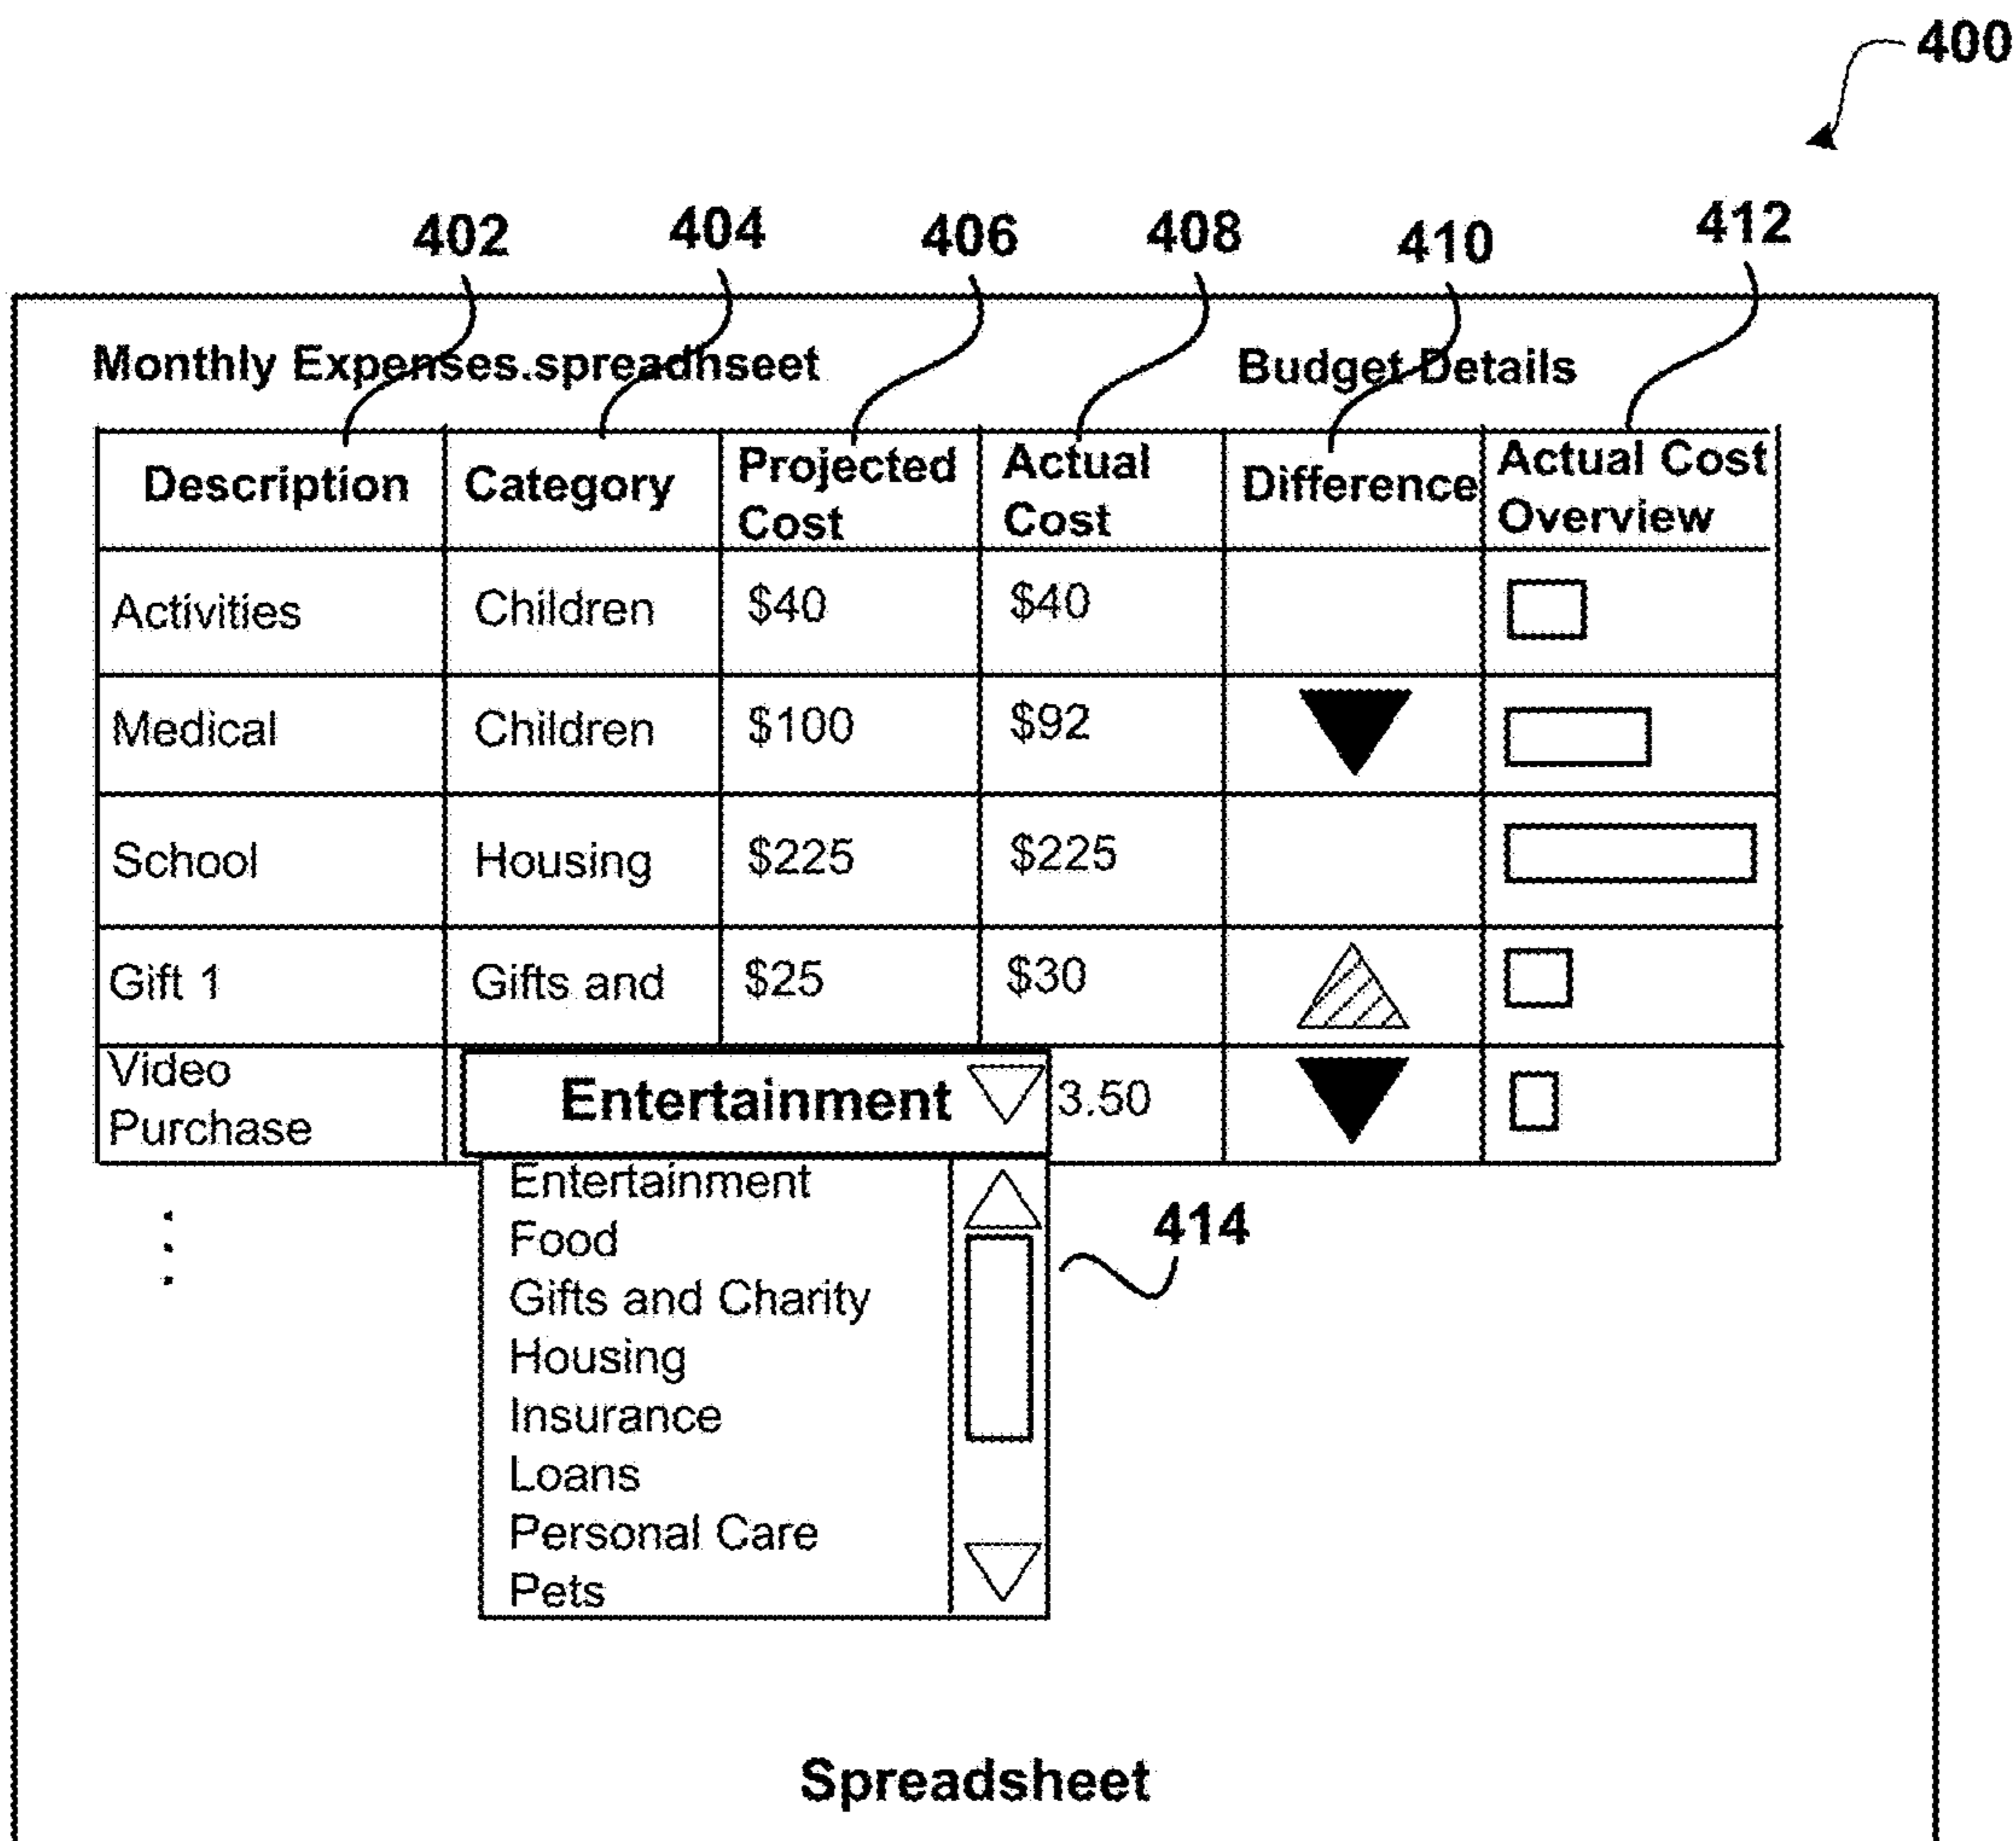 400
402 404 406 408 410 412
Monthly Expenses.spreadhseet Budget Details
Description Category Projected Cost Actual Cost Difference Actual Cost Overview
Activities Children $40 $40
Medical Children $100 $92
School Housing $225 $225
Gift 1 Gifts and $25 $30
Video Purchase Entertainment 3.50
Entertainment
Food
414
Gifts and Charity
Housing
Insurance
Loans
Personal Care
Pets
Spreadsheet